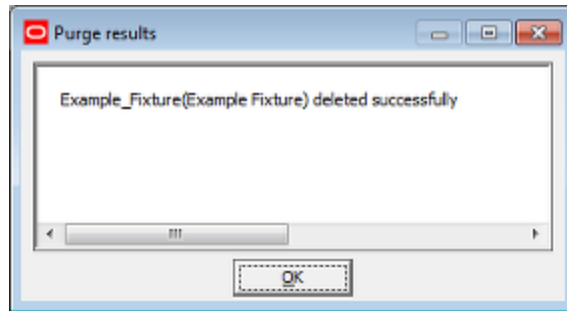 Purge results
Example_Fixture(Example Fixture) deleted successfully
OK